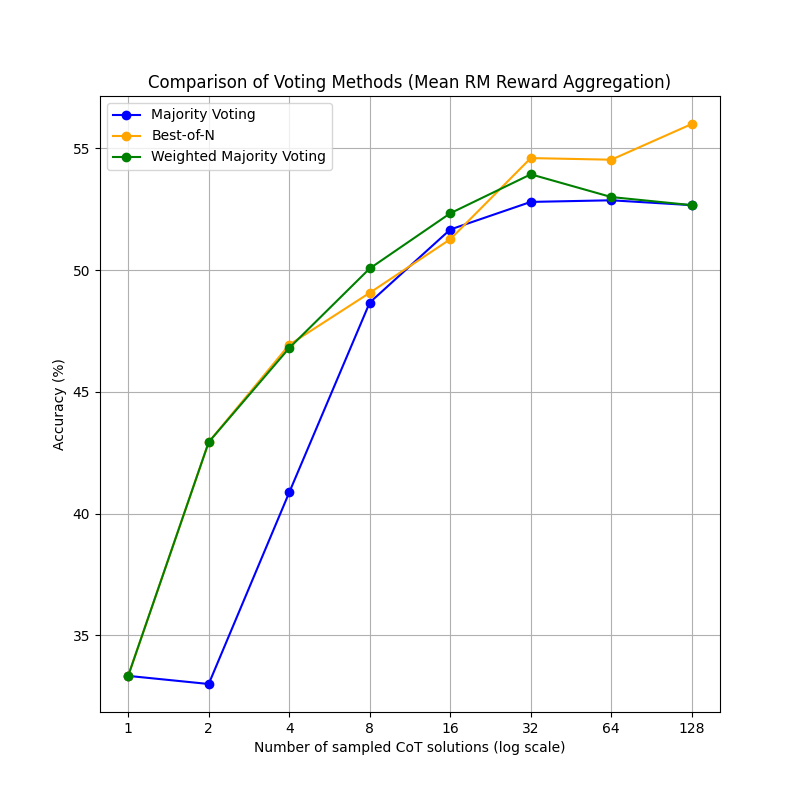 Comparison of Voting Methods (Mean RM Reward Aggregation)
Majority Voting
Best-of-N
Weighted Majority Voting
55
50
45
40
35
Accuracy (%)
1 2 4 8 16 32 64 128
Number of sampled CoT solutions (log scale)